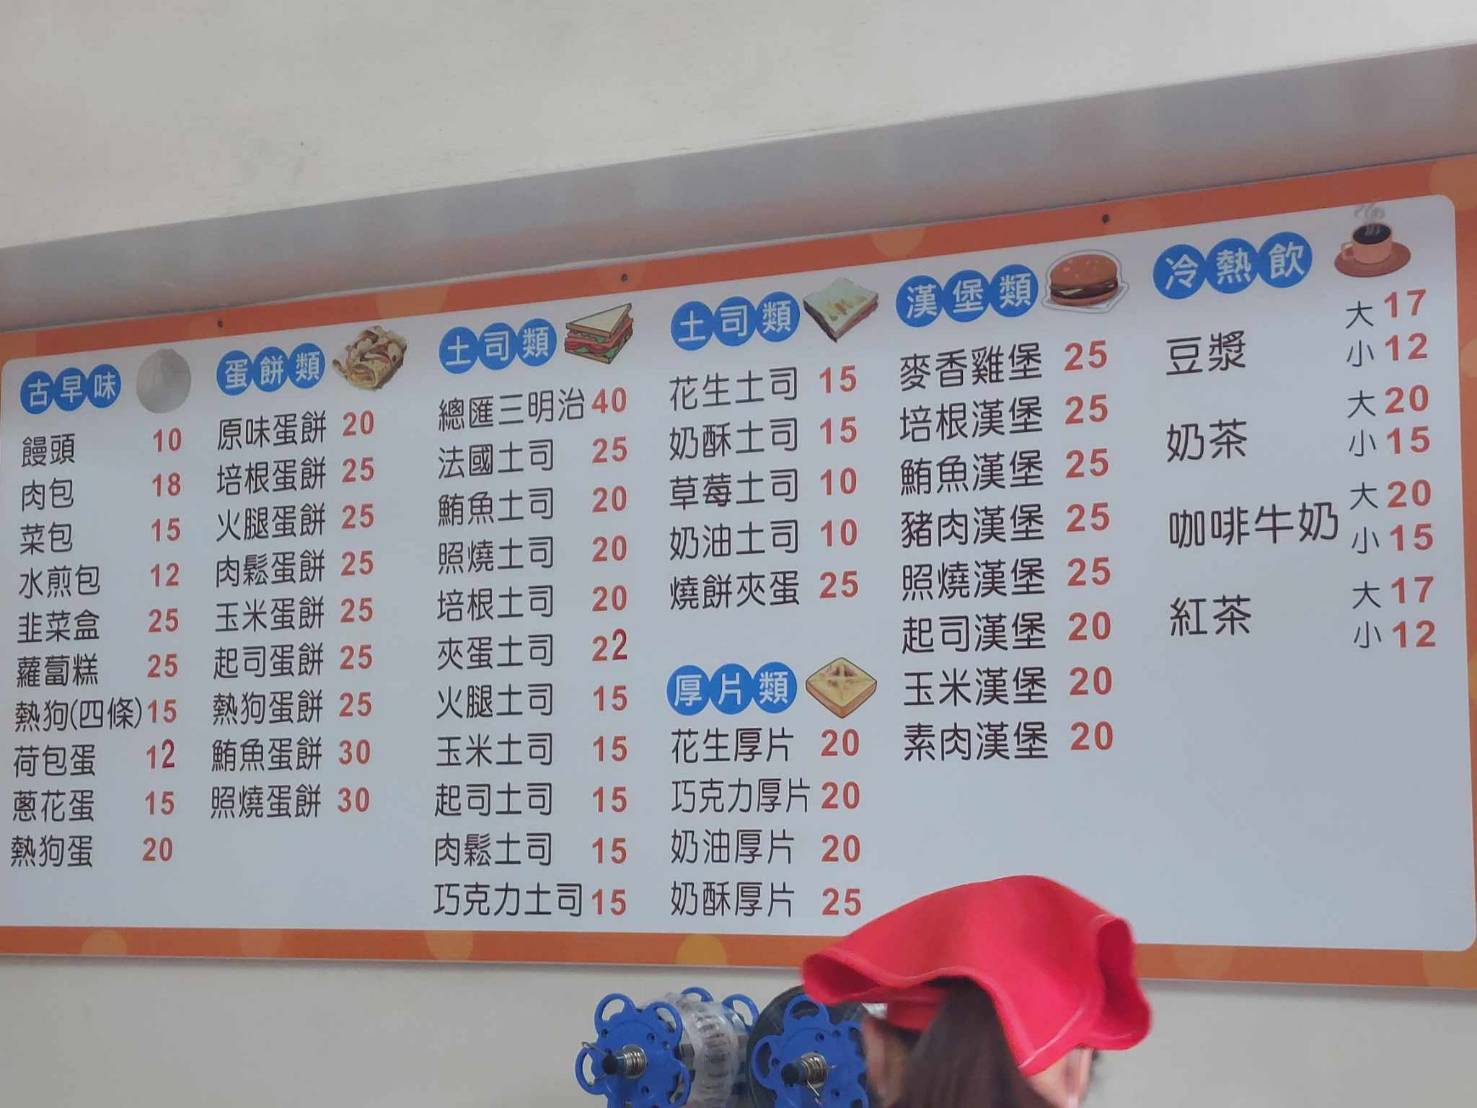 古早味
饅頭 10
肉包 18
菜包 15
水煎包 12
韭菜盒 25
蘿蔔糕 25
熱狗(四條) 15
荷包蛋 12
蔥花蛋 15
熱狗蛋 20
蛋餅類
原味蛋餅 20
培根蛋餅 25
火腿蛋餅 25
肉鬆蛋餅 25
玉米蛋餅 25
起司蛋餅 25
熱狗蛋餅 25
鮪魚蛋餅 30
照燒蛋餅 30
土司類
總匯三明治 40
法國土司 25
鮪魚土司 20
照燒土司 20
培根土司 20
夾蛋土司 22
火腿土司 15
玉米土司 15
起司土司 15
肉鬆土司 15
巧克力土司 15
土司類
花生土司 15
奶酥土司 15
草莓土司 10
奶油土司 10
燒餅夾蛋 25
厚片類
花生厚片 20
巧克力厚片 20
奶油厚片 20
奶酥厚片 25
漢堡類
麥香雞堡 25
培根漢堡 25
鮪魚漢堡 25
豬肉漢堡 25
照燒漢堡 25
起司漢堡 20
玉米漢堡 20
素肉漢堡 20
冷熱飲
豆漿 大 17
小 12
奶茶 大 20
小 15
咖啡牛奶 大 20
小 15
紅茶 大 17
小 12